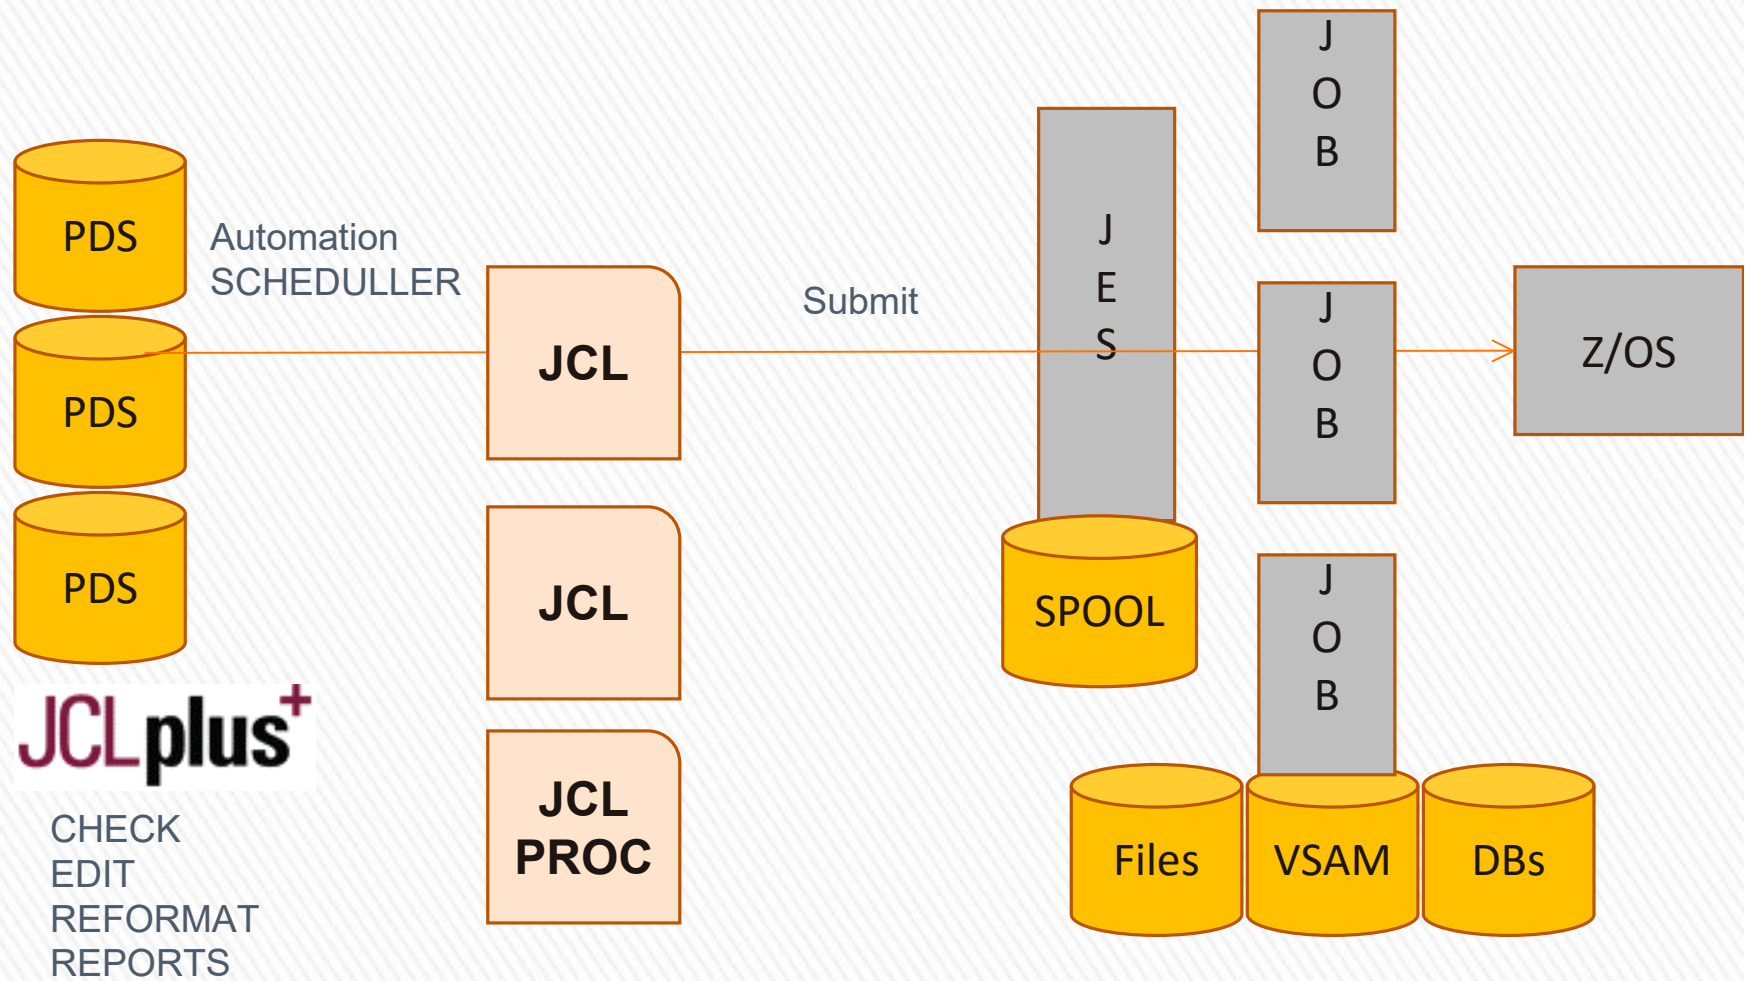 PDS
PDS
PDS
Automation
SCHEDULLER
JCL
JCL
JCL
PROC
Submit
J
E
S
SPOOL
J
O
B
J
O
B
J
O
B
Z/OS
Files
VSAM
DBs
JCLplus+
CHECK
EDIT
REFORMAT
REPORTS